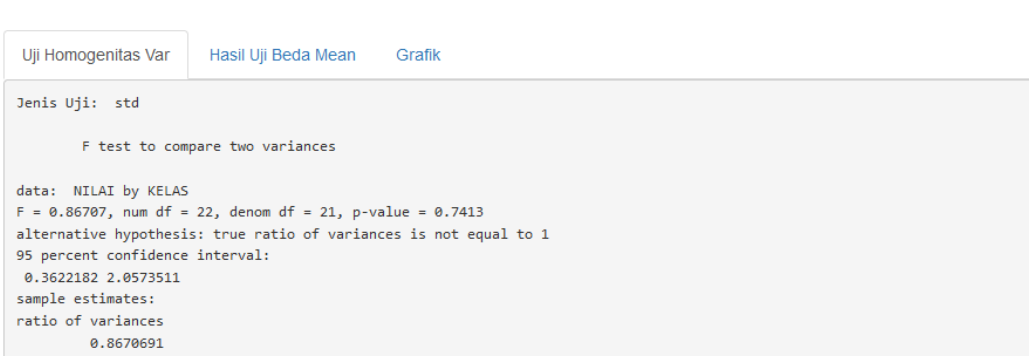 Uji Homogenitas Var Hasil Uji Beda Mean Grafik
Jenis Uji: std
F test to compare two variances
data: NILAI by KELAS
F = 0.86707, num df = 22, denom df = 21, p-value = 0.7413
alternative hypothesis: true ratio of variances is not equal to 1
95 percent confidence interval:
0.3622182 2.0573511
sample estimates:
ratio of variances
0.8670691